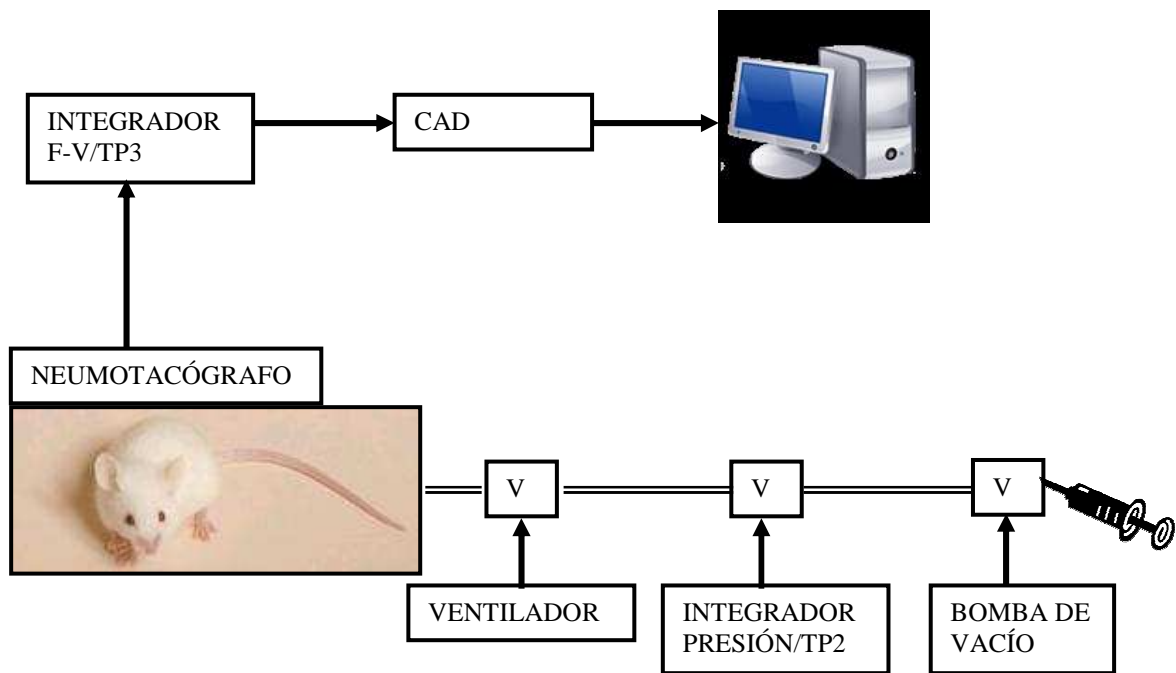 INTEGRADOR
F-V/TP3
CAD
NEUMOTACÓGRAFO
V
V
V
VENTILADOR
INTEGRADOR
PRESIÓN/TP2
BOMBA DE
VACÍO